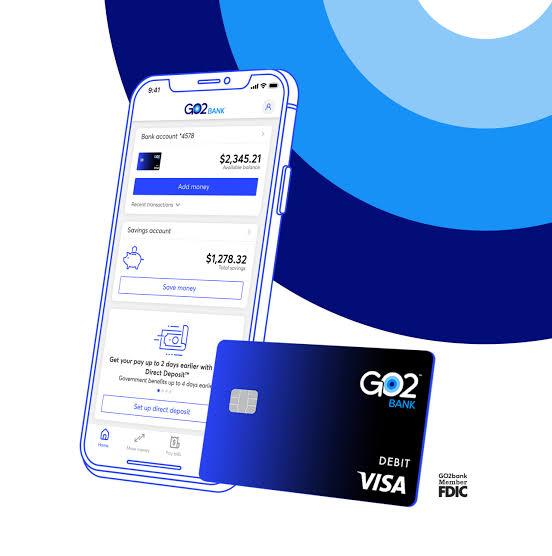 9:41
GO2 BANK
Bank account *4578
$2,345.21
Available balance
Add money
Recent transactions
Savings account
$1,278.32
Total savings
Save money
Get your pay up to 2 days earlier with
Direct Deposit™
Government benefits up to 4 days earlier
Set up direct deposit
Home
Move money
Pay bills
GO2™
BANK
DEBIT
VISA
GO2bank
Member
FDIC